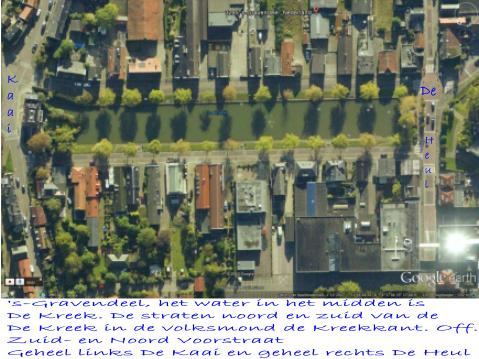 Kaai
De Heul
Google earth
's-Gravendeel, het water in het midden is
De Kreek. De straten noord en zuid van de
De Kreek in de volksmond de Kreekkant. Off.
Zuid- en Noord Voorstraat
Geheel links De Kaai en geheel rechts De Heul